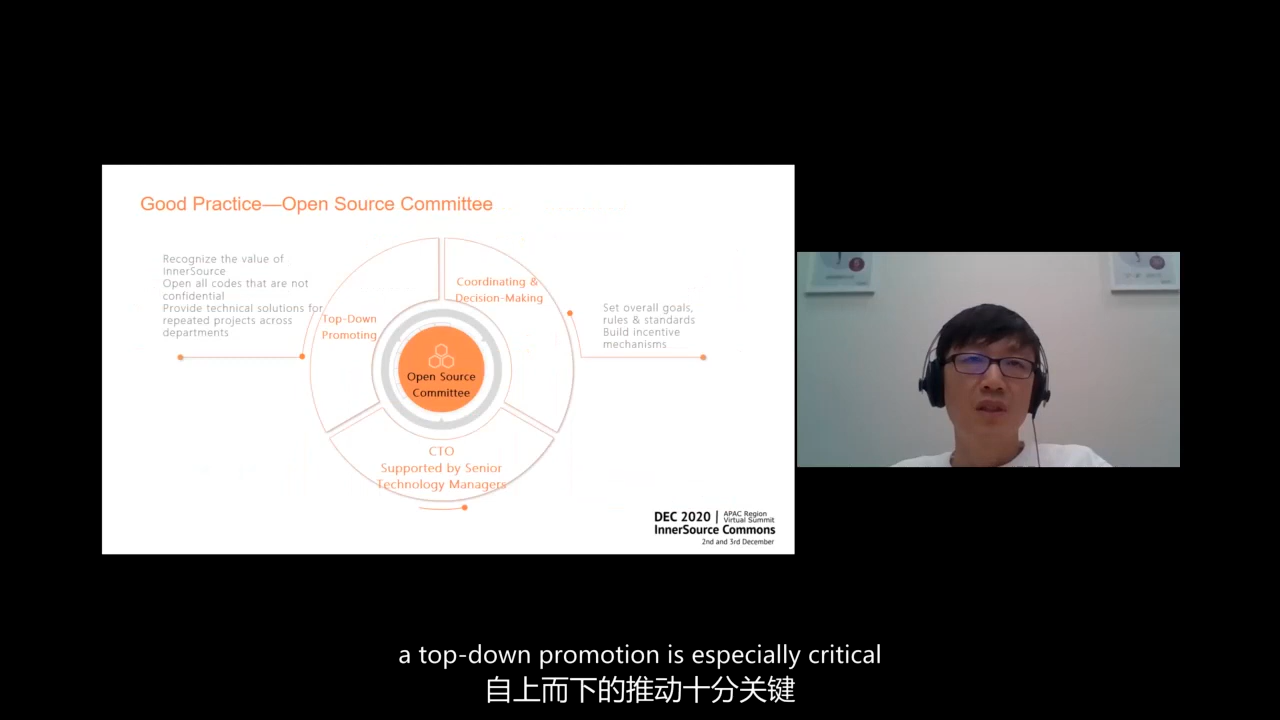 Good Practice—Open Source Committee
Recognize the value of
InnerSource
Open all codes that are not
confidential
Provide technical solutions for
repeated projects across
departments
Top-Down
Promoting
Coordinating &
Decision-Making
Set overall goals,
rules & standards
Build incentive
mechanisms
Open Source
Committee
CTO
Supported by Senior
Technology Managers
DEC 2020 | APAC Region
Virtual Summit
InnerSource Commons
2nd and 3rd December
a top-down promotion is especially critical
自上而下的推动十分关键